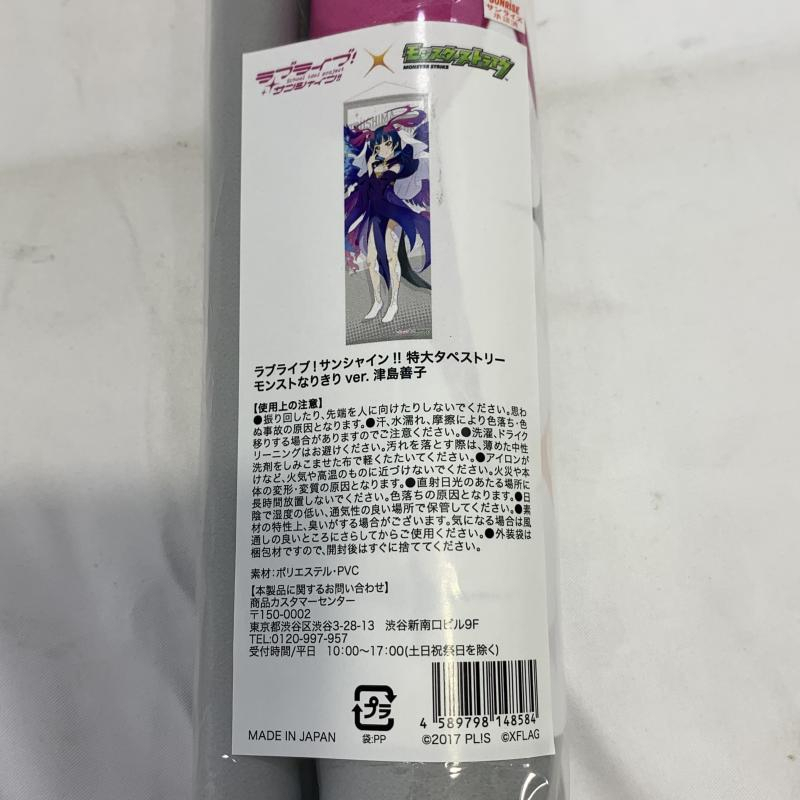 SUNRISE
サンライズ
承認済
ラブライブ!
School idol project
サンシャイン!!
モンスターストライク
MONSTER STRIKE
ラブライブ!サンシャイン!! 特大タペストリー
モンストなりきり ver. 津島善子
【使用上の注意】
●振り回したり、先端を人に向けたりしないでください。思わ
ぬ事故の原因となります。●汗、水濡れ、摩擦により色落ち・色
移りする場合がありますのでご注意ください。●洗濯、ドライク
リーニングはお避けください。汚れを落とす際は、薄めた中性
洗剤をしみこませた布で軽くたたいてください。●アイロンが
けなど、火気や高温のものに近づけないでください。火災や本
体の変形・変質の原因となります。●直射日光のあたる場所に
長時間放置しないでください。色落ちの原因となります。●日
陰で湿度の低い、通気性の良い場所で保管してください。●素
材の特性上、臭いがする場合がございます。気になる場合は風
通しの良いところにさらしてからご使用ください。●外装袋は
梱包材ですので、開封後はすぐに捨ててください。
素材:ポリエステル・PVC
【本製品に関するお問い合わせ】
商品カスタマーセンター
〒150-0002
東京都渋谷区渋谷3-28-13 渋谷新南口ビル9F
TEL:0120-997-957
受付時間/平日 10:00〜17:00(土日祝祭日を除く)
プラ
袋:PP
MADE IN JAPAN
4 589798 148584
©2017 PL!S ©XFLAG